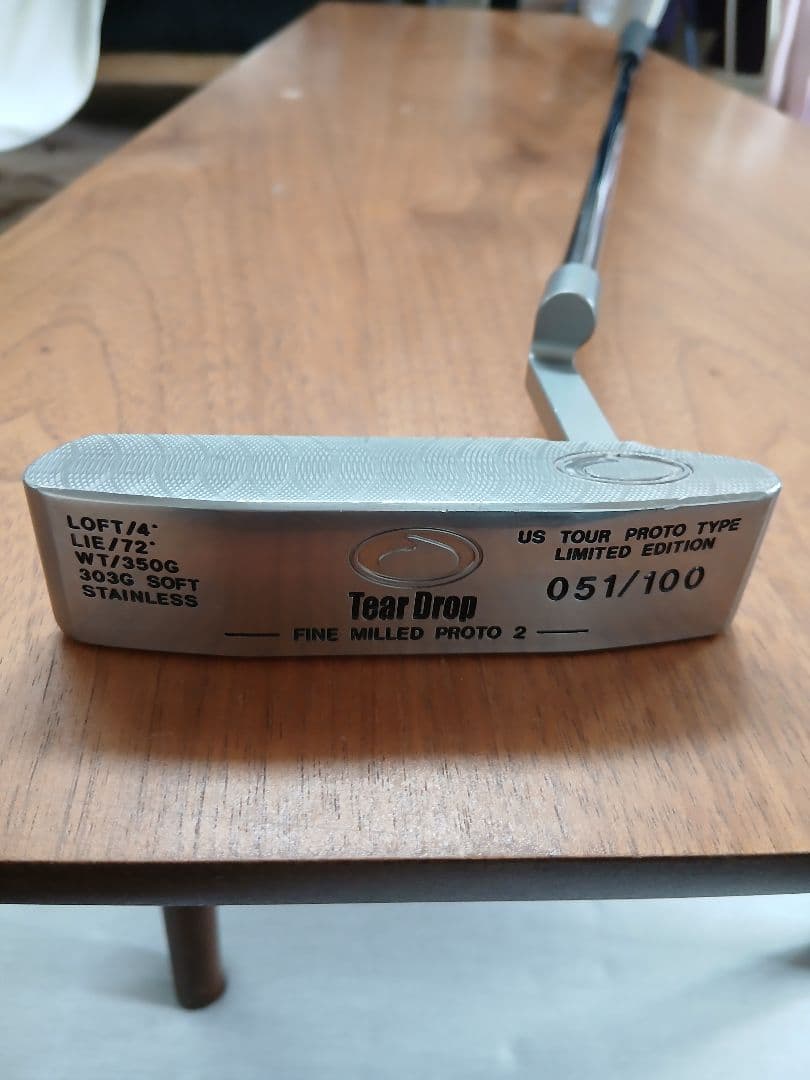 LOFT/4°
LIE/72°
WT/350G
303G SOFT
STAINLESS
Tear Drop
FINE MILLED PROTO 2
US TOUR PROTO TYPE
LIMITED EDITION
051/100